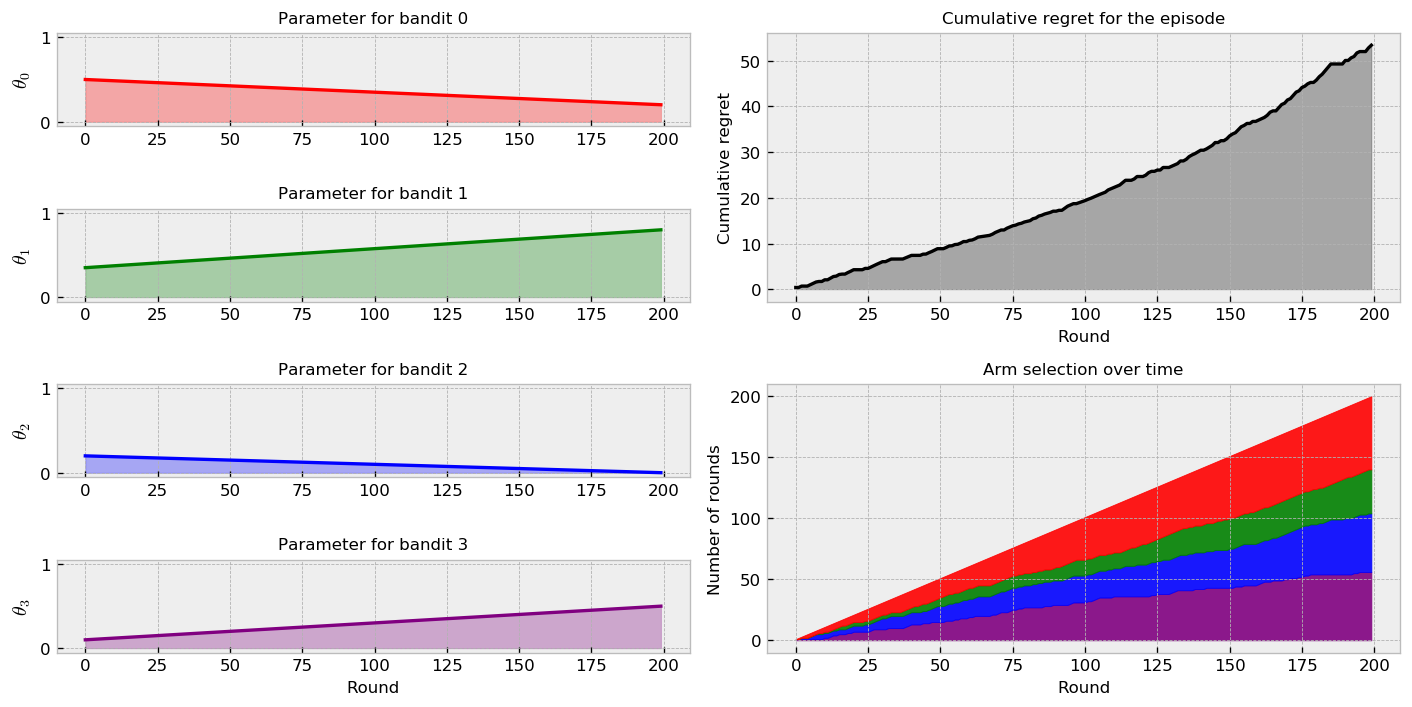 Parameter for bandit 0
1
θ0
0
0 25 50 75 100 125 150 175 200
Parameter for bandit 1
1
θ1
0
0 25 50 75 100 125 150 175 200
Parameter for bandit 2
1
θ2
0
0 25 50 75 100 125 150 175 200
Parameter for bandit 3
1
θ3
0
0 25 50 75 100 125 150 175 200
Round
Cumulative regret for the episode
Cumulative regret
50
40
30
20
10
0
0 25 50 75 100 125 150 175 200
Round
Arm selection over time
Number of rounds
200
150
100
50
0
0 25 50 75 100 125 150 175 200
Round